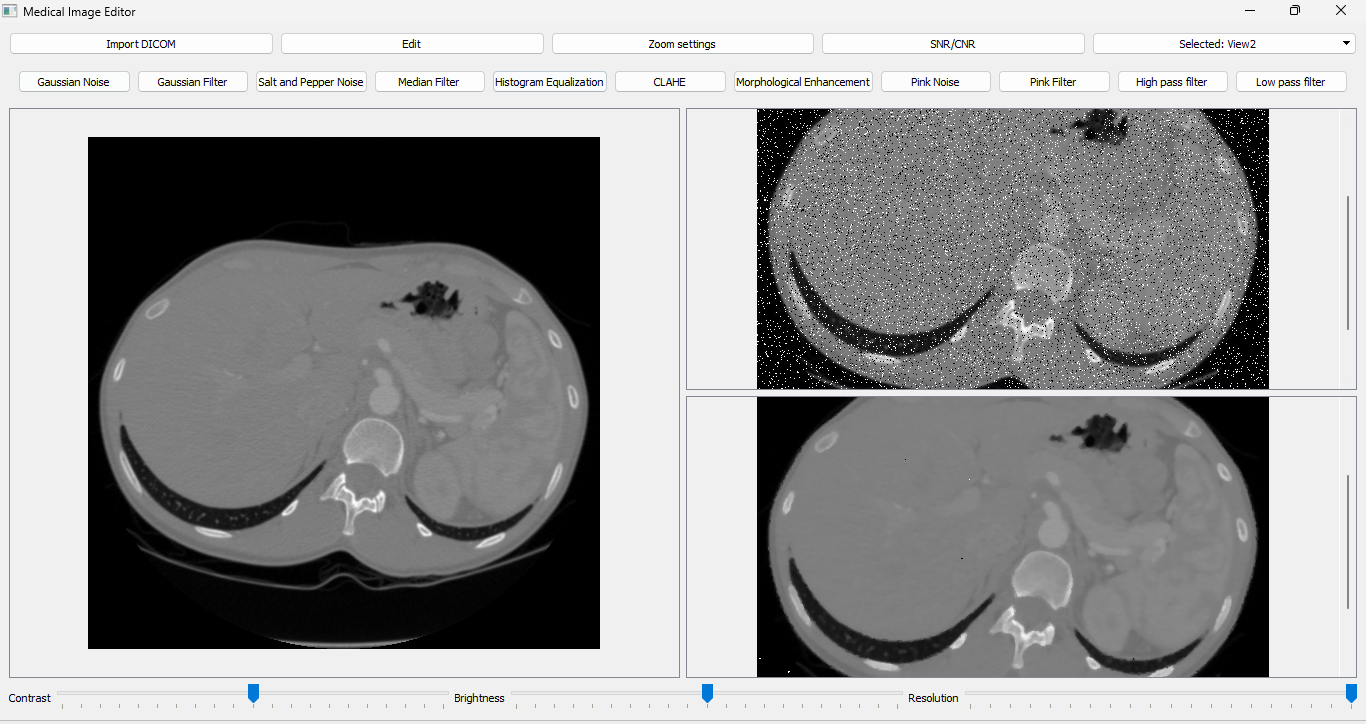 Medical Image Editor
Import DICOM Edit Zoom settings SNR/CNR Selected: View2
Gaussian Noise Gaussian Filter Salt and Pepper Noise Median Filter Histogram Equalization CLAHE Morphological Enhancement Pink Noise Pink Filter High pass filter Low pass filter
Contrast Brightness Resolution